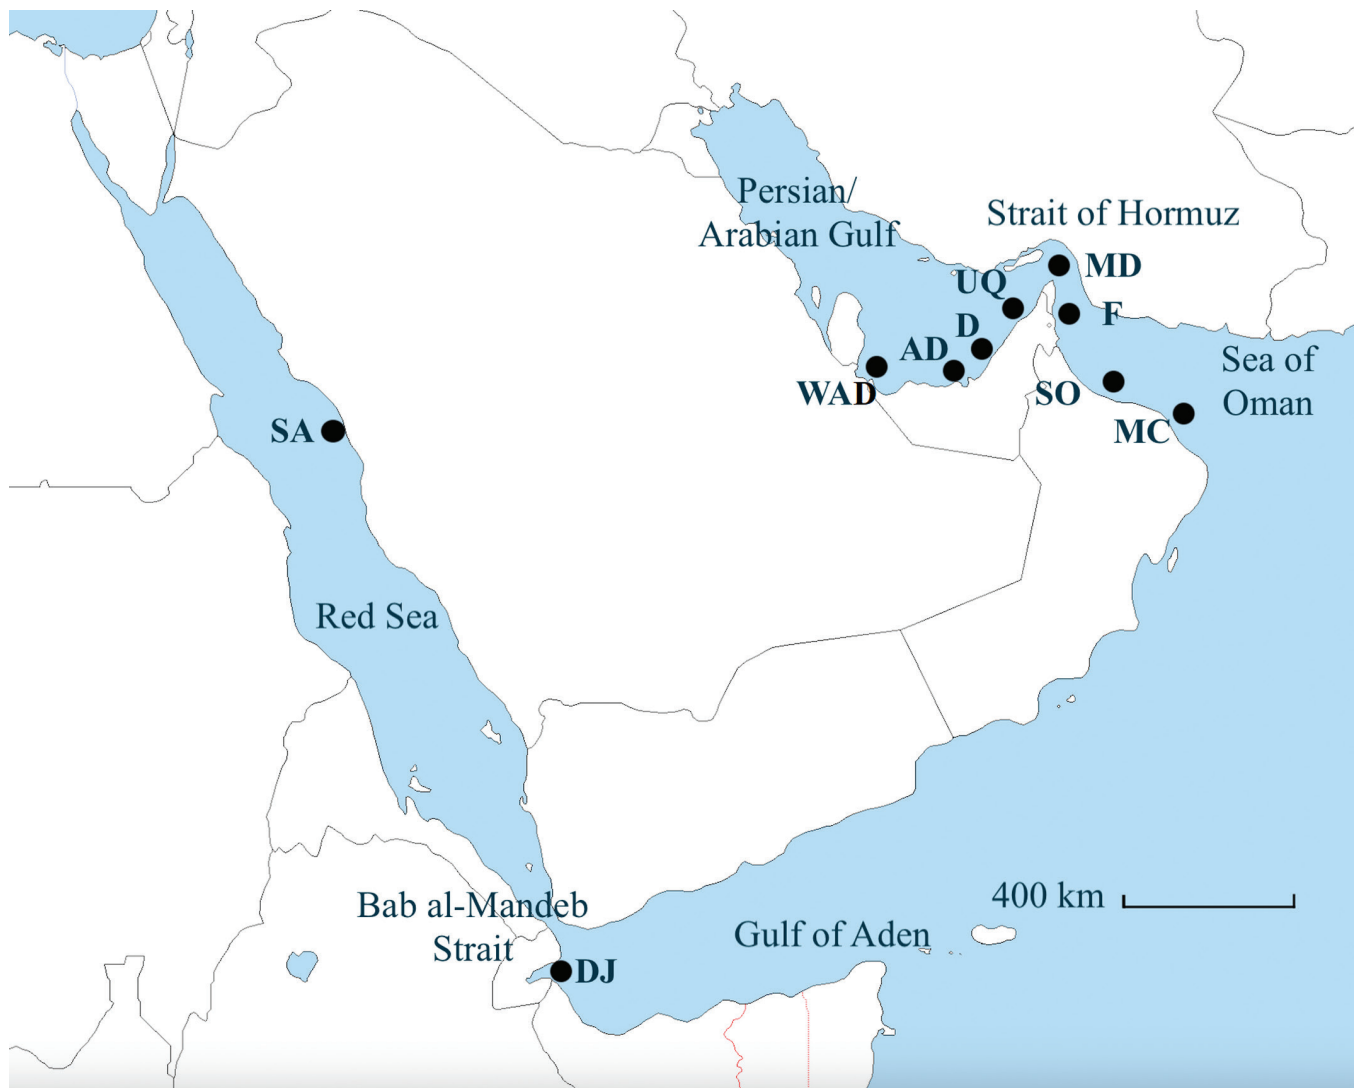 Persian/
Arabian Gulf
Strait of Hormuz
MD
UQ
F
D
AD
WAD
SO
Sea of
Oman
MC
SA
Red Sea
400 km
Bab al-Mandeb
Strait
Gulf of Aden
DJ